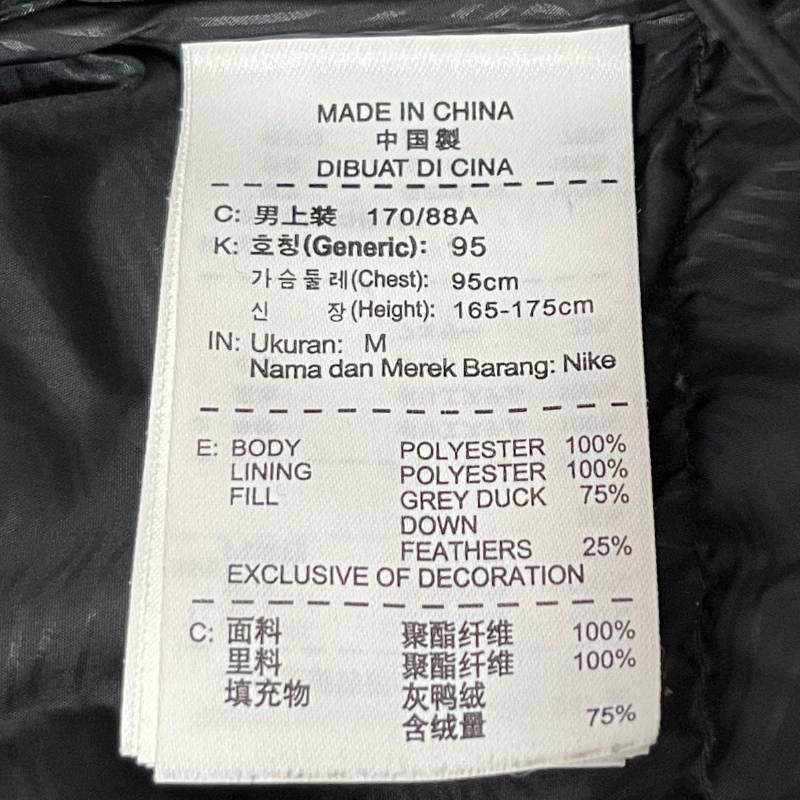 MADE IN CHINA
中国製
DIBUAT DI CINA
C: 男上装 170/88A
K: 호칭(Generic): 95
가슴둘레(Chest): 95cm
신 장(Height): 165-175cm
IN: Ukuran: M
Nama dan Merek Barang: Nike
E: BODY POLYESTER 100%
LINING POLYESTER 100%
FILL GREY DUCK 75%
DOWN
FEATHERS 25%
EXCLUSIVE OF DECORATION
C: 面料 聚酯纤维 100%
里料 聚酯纤维 100%
填充物 灰鸭绒
含绒量 75%